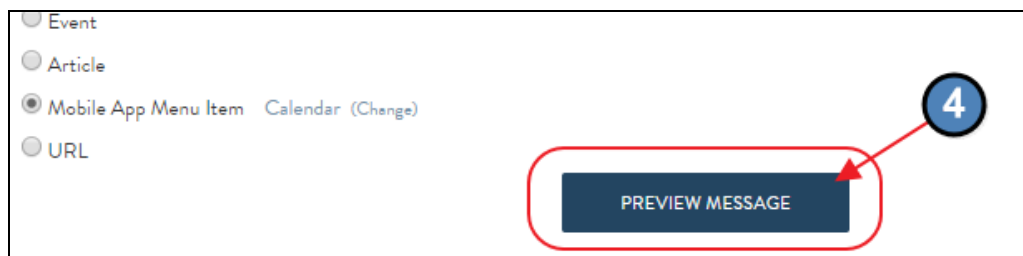 Event
Article
Mobile App Menu Item Calendar (Change)
4
URL
PREVIEW MESSAGE